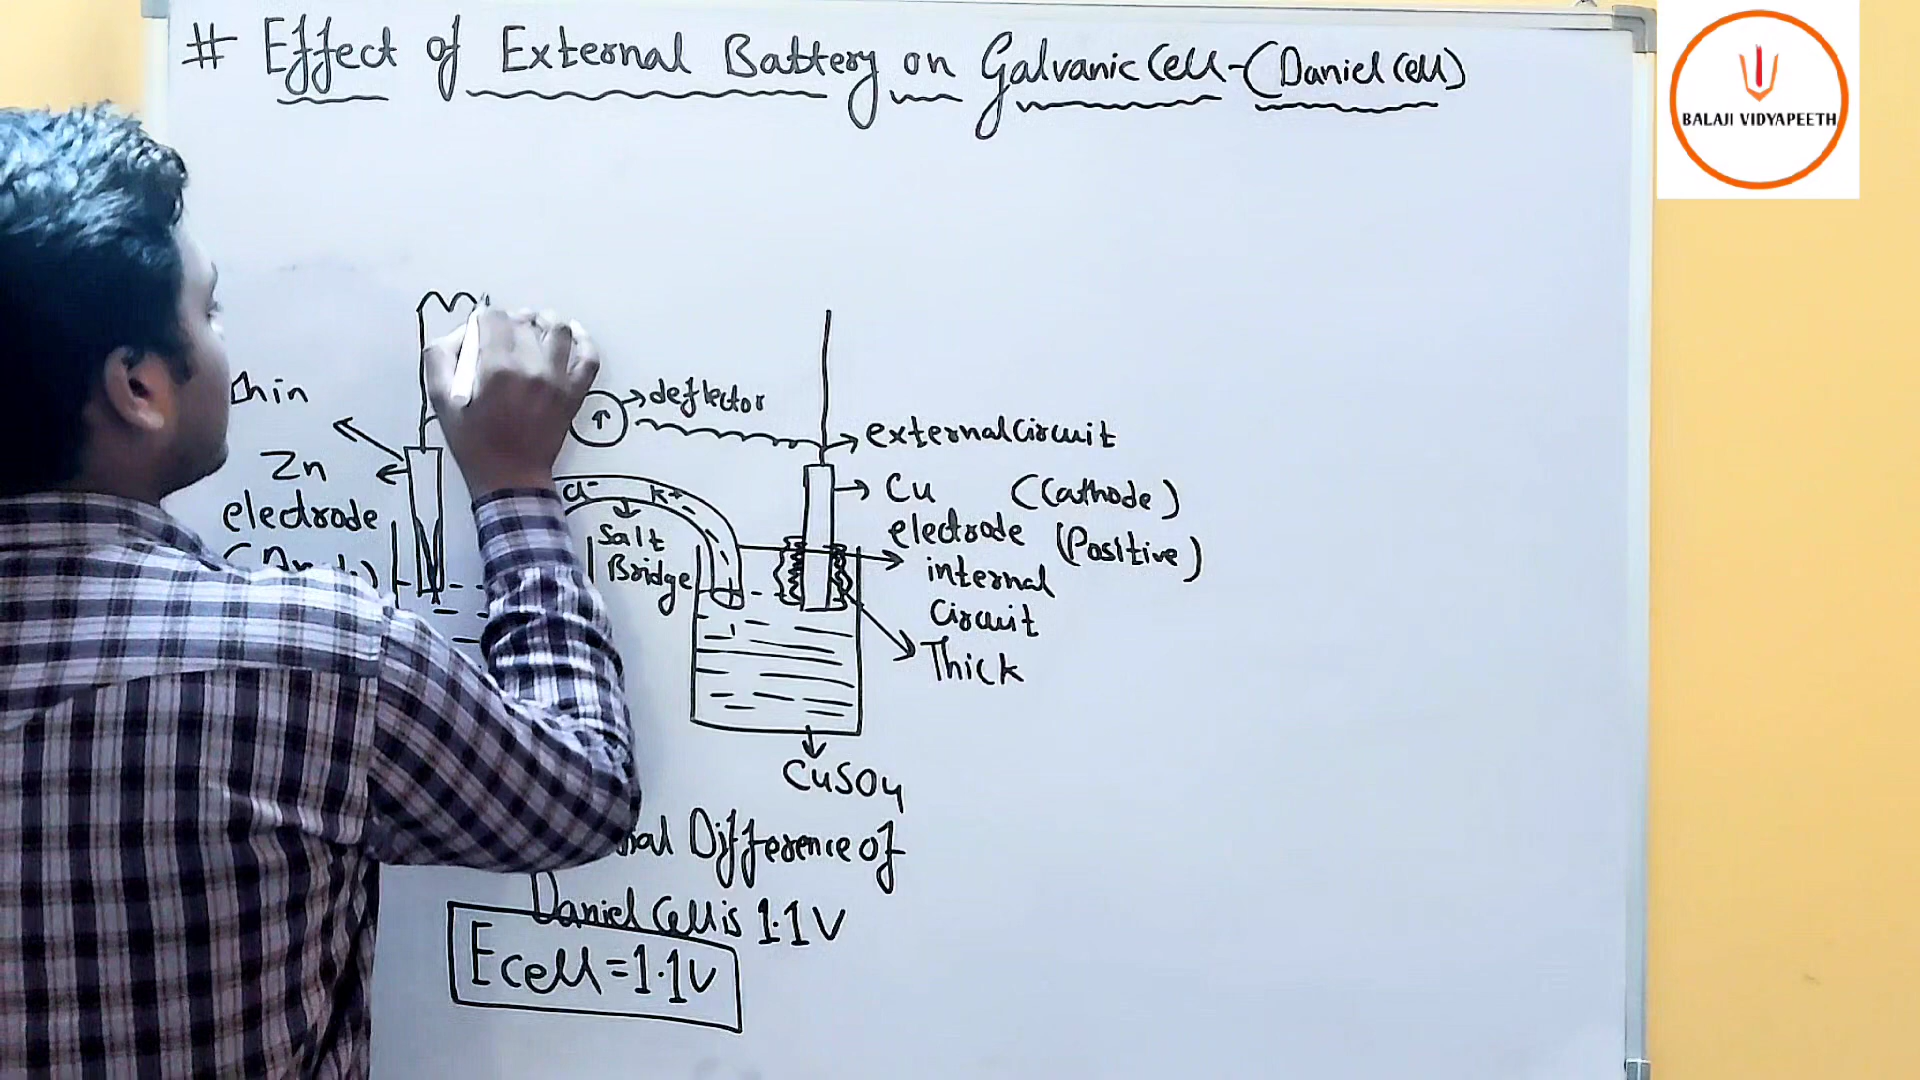 # Effect of External Battery on Galvanic Cell-(Daniel Cell)
BALAJI VIDYAPEETH
thin
deflector
external circuit
Zn
electrode
Cl-
K+
Salt
Bridge
Cu (Cathode)
electrode (Positive)
internal
circuit
Thick
CuSO4
Difference of
Daniel Cell is 1.1V
Ecell=1.1V